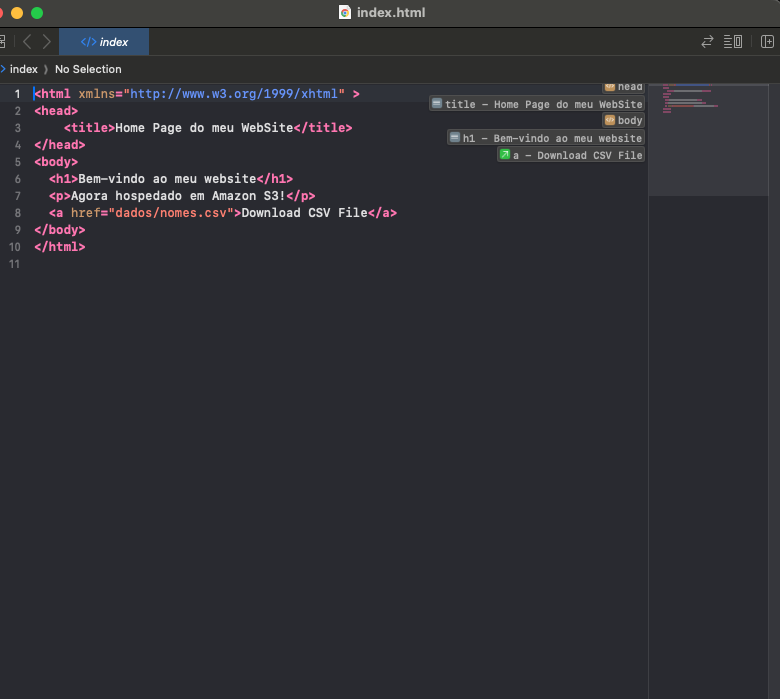 index.html
</> index
index ⟩ No Selection
1 <html xmlns="http://www.w3.org/1999/xhtml" >
2 <head>
3 <title>Home Page do meu WebSite</title>
4 </head>
5 <body>
6 <h1>Bem-vindo ao meu website</h1>
7 <p>Agora hospedado em Amazon S3!</p>
8 <a href="dados/nomes.csv">Download CSV File</a>
9 </body>
10 </html>
11
head
title – Home Page do meu WebSite
body
h1 – Bem-vindo ao meu website
a – Download CSV File